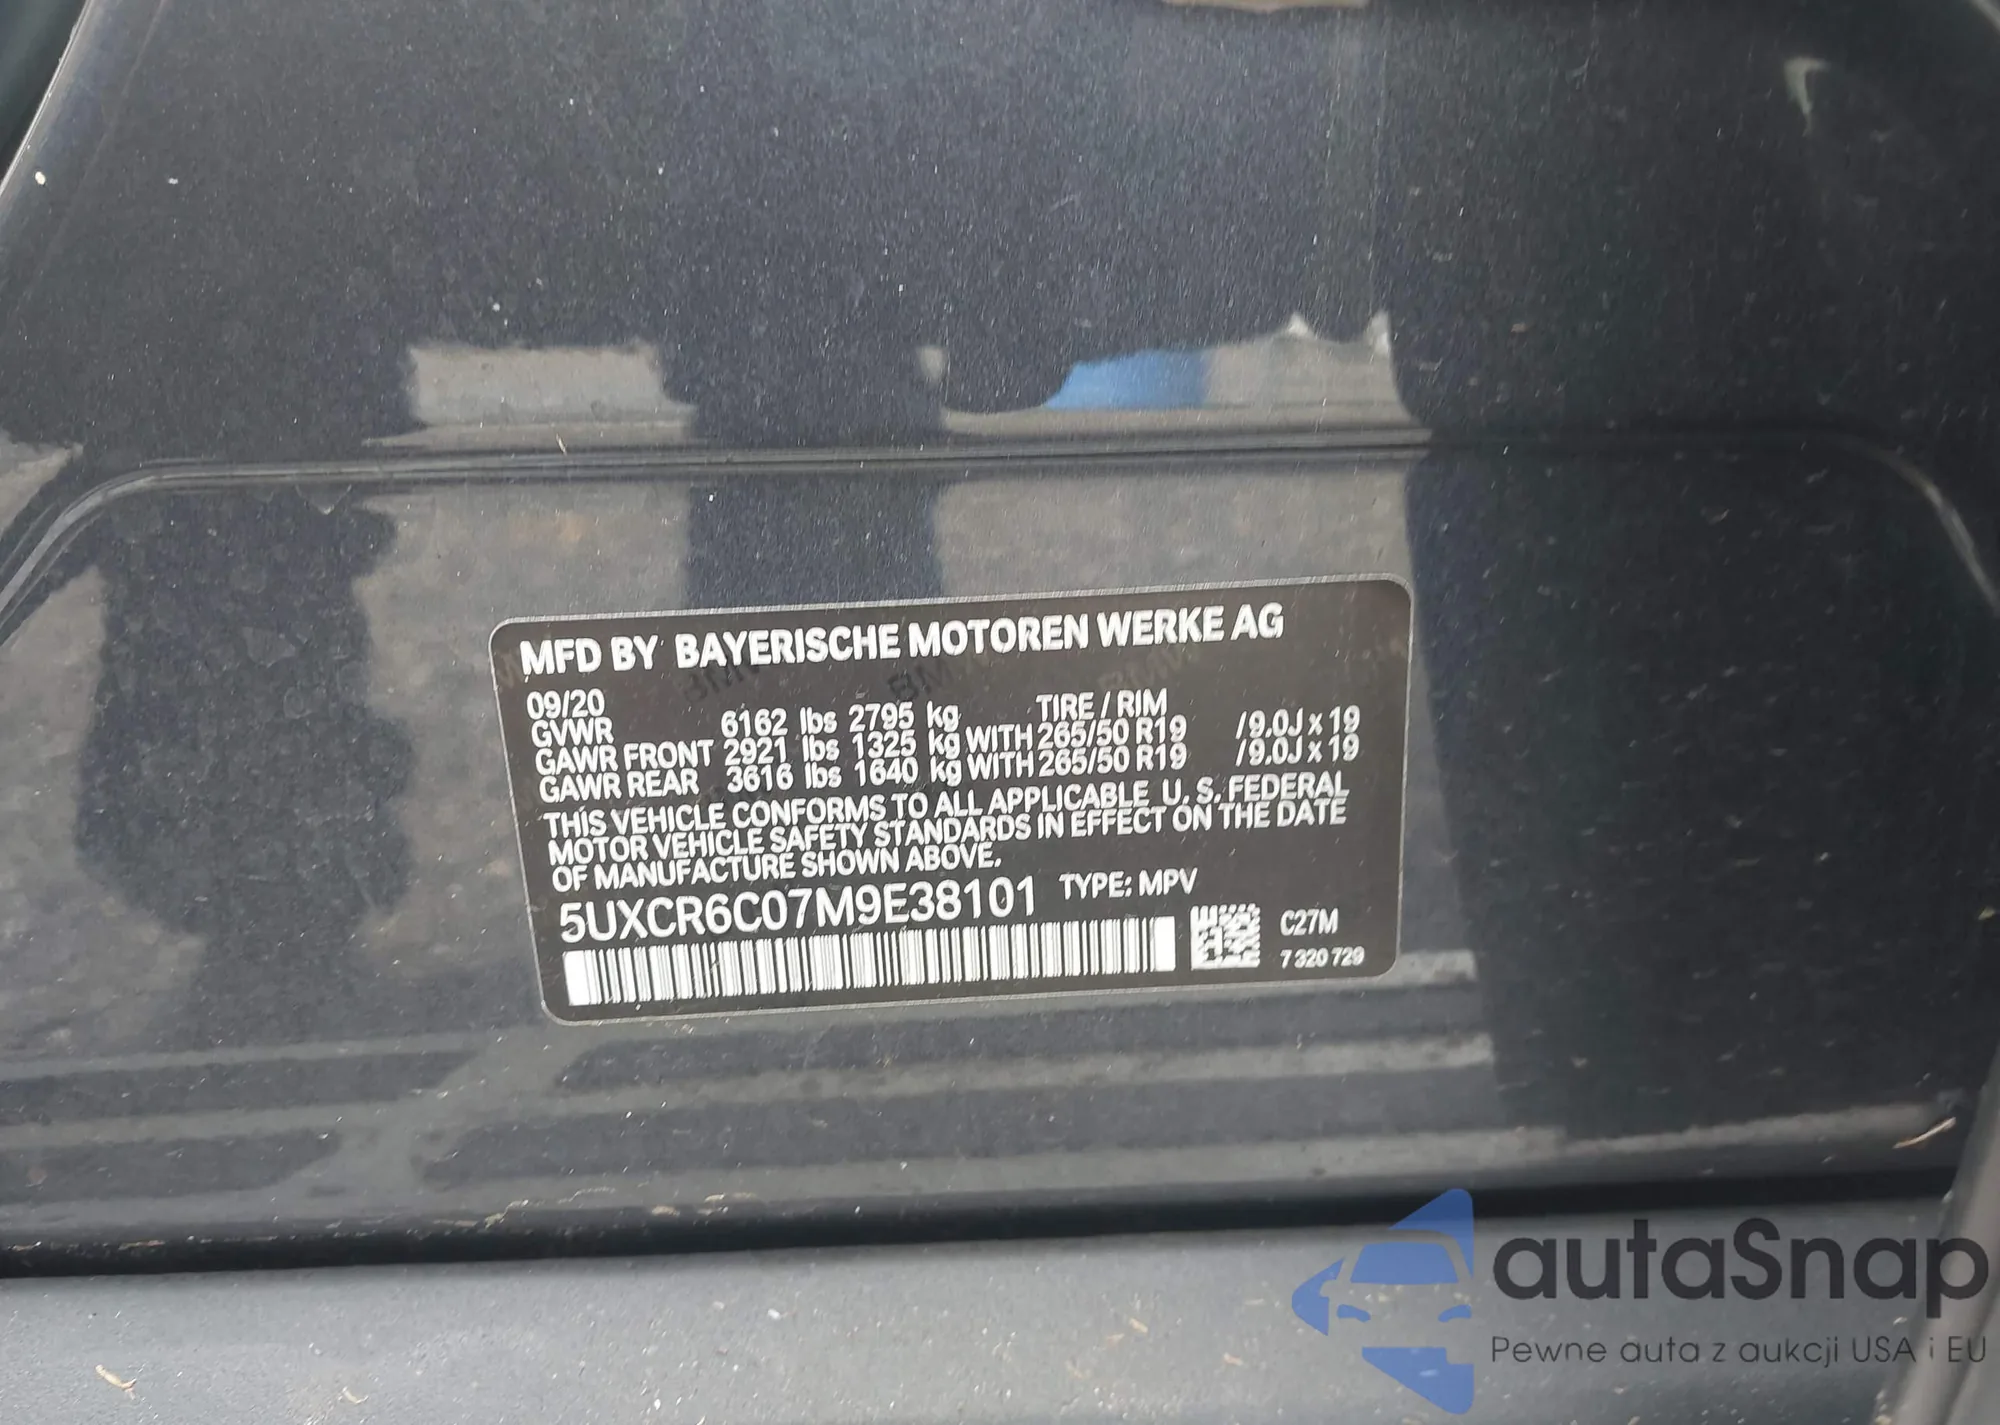 MFD BY BAYERISCHE MOTOREN WERKE AG
09/20 TIRE / RIM
GVWR 6162 lbs 2795 kg
GAWR FRONT 2921 lbs 1325 kg WITH 265/50 R19 /9.0J x 19
GAWR REAR 3616 lbs 1640 kg WITH 265/50 R19 /9.0J x 19
THIS VEHICLE CONFORMS TO ALL APPLICABLE U.S. FEDERAL
MOTOR VEHICLE SAFETY STANDARDS IN EFFECT ON THE DATE
OF MANUFACTURE SHOWN ABOVE.
5UXCR6C07M9E38101 TYPE: MPV
C27M
7 320 729
autaSnap
Pewne auta z aukcji USA i EU